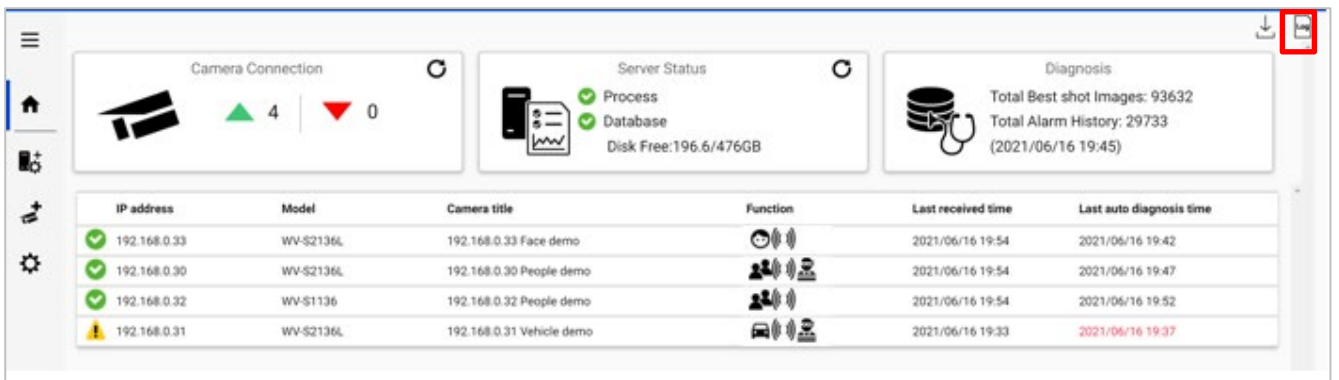 Log
Camera Connection
4
0
Server Status
Process
Database
Disk Free:196.6/476GB
Diagnosis
Total Best shot Images: 93632
Total Alarm History: 29733
(2021/06/16 19:45)
IP address Model Camera title Function Last received time Last auto diagnosis time
192.168.0.33 WV-S2136L 192.168.0.33 Face demo 2021/06/16 19:54 2021/06/16 19:42
192.168.0.30 WV-S2136L 192.168.0.30 People demo 2021/06/16 19:54 2021/06/16 19:47
192.168.0.32 WV-S1136 192.168.0.32 People demo 2021/06/16 19:54 2021/06/16 19:52
192.168.0.31 WV-S2136L 192.168.0.31 Vehicle demo 2021/06/16 19:33 2021/06/16 19:37